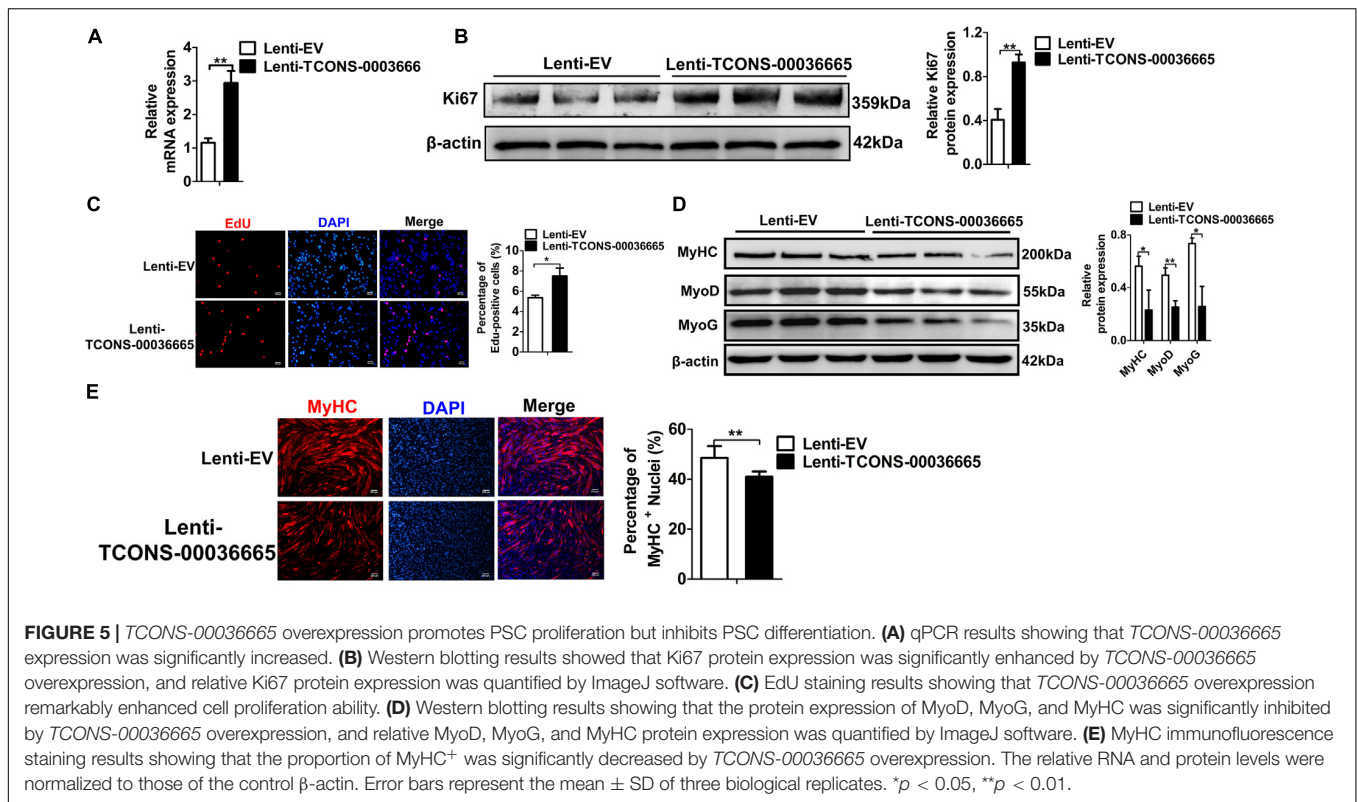 A
Relative
mRNA expression
4
3
2
1
0
**
Lenti-EV
Lenti-TCONS-0003666
B
Lenti-EV
Lenti-TCONS-00036665
Ki67
359kDa
β-actin
42kDa
Relative Ki67
protein expression
1.2
0.8
0.4
0.0
**
Lenti-EV
Lenti-TCONS-00036665
C
EdU
DAPI
Merge
Lenti-EV
Lenti-
TCONS-00036665
Percentage of
Edu-positive cells (%)
10
8
6
4
2
0
*
Lenti-EV
Lenti-TCONS-00036665
D
Lenti-EV
Lenti-TCONS-00036665
MyHC
200kDa
MyoD
55kDa
MyoG
35kDa
β-actin
42kDa
Lenti-EV
Lenti-TCONS-00036665
Relative
protein expression
0.8
0.4
0.0
*
**
*
MyHC
MyoD
MyoG
E
MyHC
DAPI
Merge
Lenti-EV
Lenti-
TCONS-00036665
Percentage of
MyHC + Nuclei (%)
60
40
20
0
**
Lenti-EV
Lenti-TCONS-00036665
FIGURE 5 | TCONS-00036665 overexpression promotes PSC proliferation but inhibits PSC differentiation. (A) qPCR results showing that TCONS-00036665
expression was significantly increased. (B) Western blotting results showed that Ki67 protein expression was significantly enhanced by TCONS-00036665
overexpression, and relative Ki67 protein expression was quantified by ImageJ software. (C) EdU staining results showing that TCONS-00036665 overexpression
remarkably enhanced cell proliferation ability. (D) Western blotting results showing that the protein expression of MyoD, MyoG, and MyHC was significantly inhibited
by TCONS-00036665 overexpression, and relative MyoD, MyoG, and MyHC protein expression was quantified by ImageJ software. (E) MyHC immunofluorescence
staining results showing that the proportion of MyHC+ was significantly decreased by TCONS-00036665 overexpression. The relative RNA and protein levels were
normalized to those of the control β-actin. Error bars represent the mean ± SD of three biological replicates. *p < 0.05, **p < 0.01.